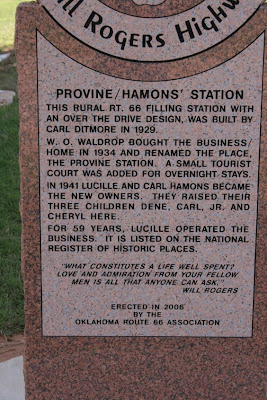 Will Rogers Highway
PROVINE/HAMONS' STATION
THIS RURAL RT. 66 FILLING STATION WITH
AN OVER THE DRIVE DESIGN, WAS BUILT BY
CARL DITMORE IN 1929.
W. O. WALDROP BOUGHT THE BUSINESS/
HOME IN 1934 AND RENAMED THE PLACE,
THE PROVINE STATION. A SMALL TOURIST
COURT WAS ADDED FOR OVERNIGHT STAYS.
IN 1941 LUCILLE AND CARL HAMONS BECAME
THE NEW OWNERS. THEY RAISED THEIR
THREE CHILDREN DENE, CARL, JR. AND
CHERYL HERE.
FOR 59 YEARS, LUCILLE OPERATED THE
BUSINESS. IT IS LISTED ON THE NATIONAL
REGISTER OF HISTORIC PLACES.
"WHAT CONSTITUTES A LIFE WELL SPENT?
LOVE AND ADMIRATION FROM YOUR FELLOW
MEN IS ALL THAT ANYONE CAN ASK."
WILL ROGERS
ERECTED IN 2006
BY THE
OKLAHOMA ROUTE 66 ASSOCIATION